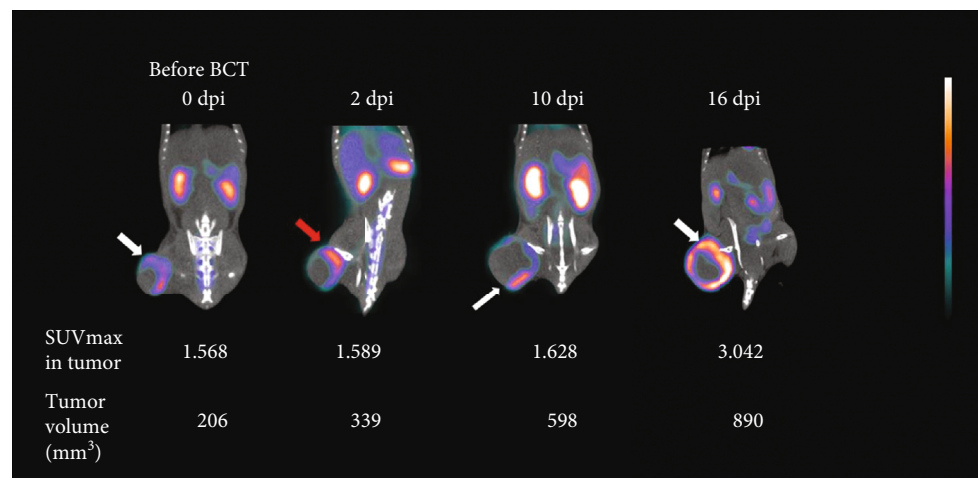 Before BCT
0 dpi 2 dpi 10 dpi 16 dpi
SUVmax
in tumor 1.568 1.589 1.628 3.042
Tumor
volume 206 339 598 890
(mm³)